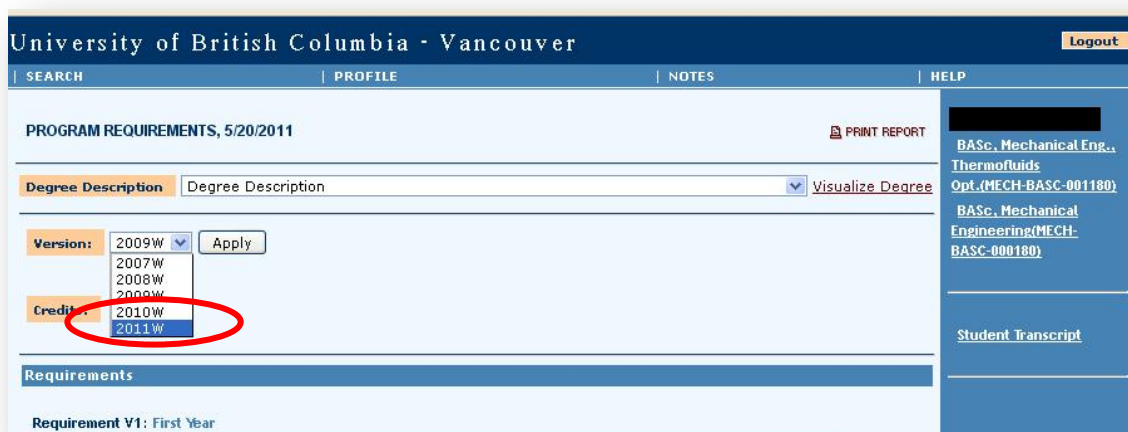 University of British Columbia - Vancouver
Logout
| SEARCH | PROFILE | NOTES | HELP
PROGRAM REQUIREMENTS, 5/20/2011
PRINT REPORT
Degree Description Degree Description Visualize Degree
Version: 2009W Apply
2007W
2008W
2009W
2010W
2011W
Credits:
Requirements
Requirement V1: First Year
BASc, Mechanical Eng.,
Thermofluids
Opt.(MECH-BASC-001180)
BASc, Mechanical
Engineering(MECH-
BASC-000180)
Student Transcript